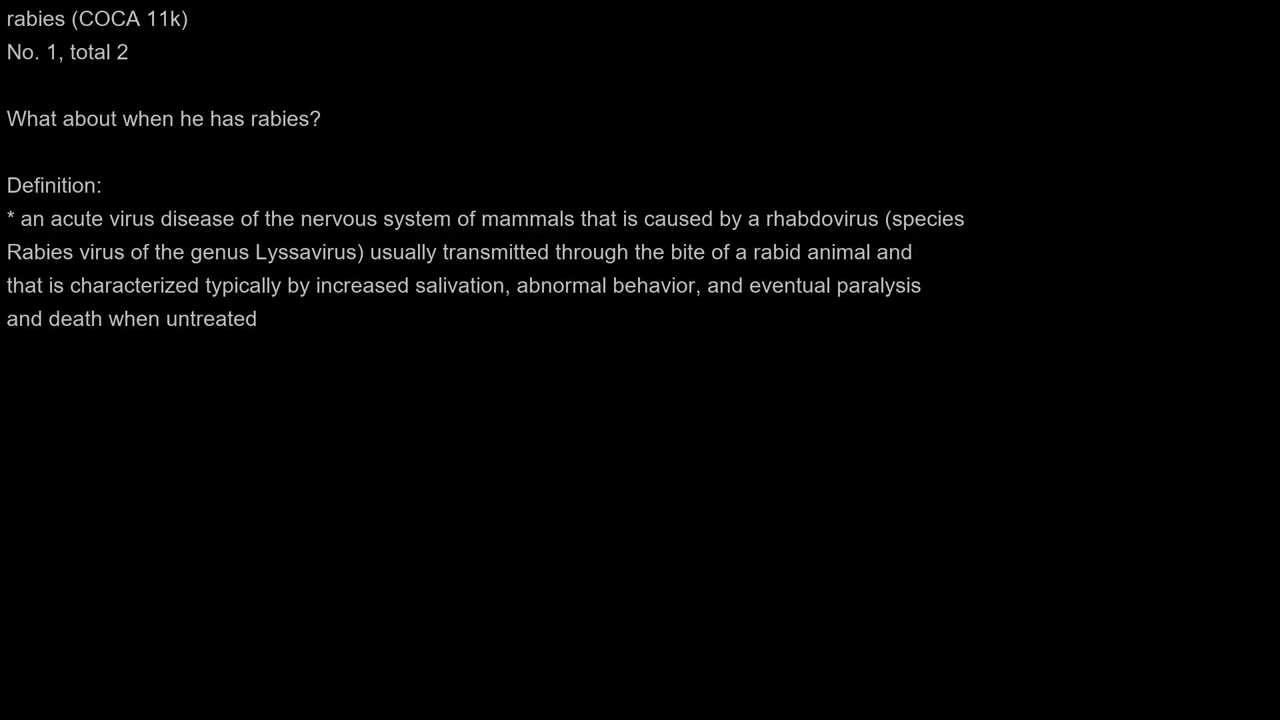 rabies (COCA 11k)
No. 1, total 2
What about when he has rabies?
Definition:
* an acute virus disease of the nervous system of mammals that is caused by a rhabdovirus (species
Rabies virus of the genus Lyssavirus) usually transmitted through the bite of a rabid animal and
that is characterized typically by increased salivation, abnormal behavior, and eventual paralysis
and death when untreated